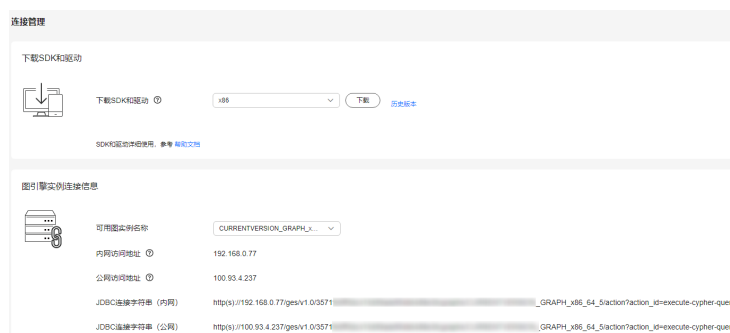 连接管理
下载SDK和驱动
下载SDK和驱动 ?
x86
下载
历史版本
SDK和驱动详细使用，参考 帮助文档
图引擎实例连接信息
可用图实例名称
CURRENTVERSION_GRAPH_x...
内网访问地址 ?
192.168.0.77
公网访问地址 ?
100.93.4.237
JDBC连接字符串（内网）
http(s)://192.168.0.77/ges/v1.0/3571 _GRAPH_x86_64_5/action?action_id=execute-cypher-que
JDBC连接字符串（公网）
http(s)://100.93.4.237/ges/v1.0/3571 _GRAPH_x86_64_5/action?action_id=execute-cypher-que